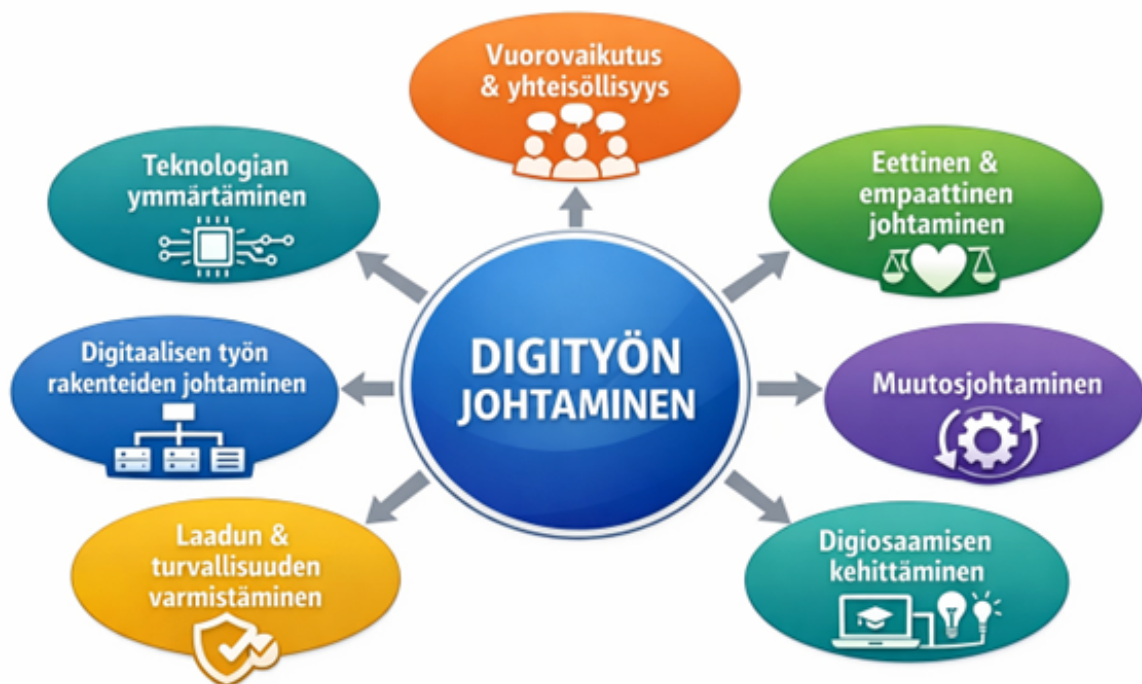 Vuorovaikutus
& yhteisöllisyys
Teknologian
ymmärtäminen
Eettinen &
empaattinen
johtaminen
DIGITYÖN
JOHTAMINEN
Digitaalisen työn
rakenteiden johtaminen
Muutosjohtaminen
Laadun &
turvallisuuden
varmistäminen
Digiosaamisen
kehittäminen